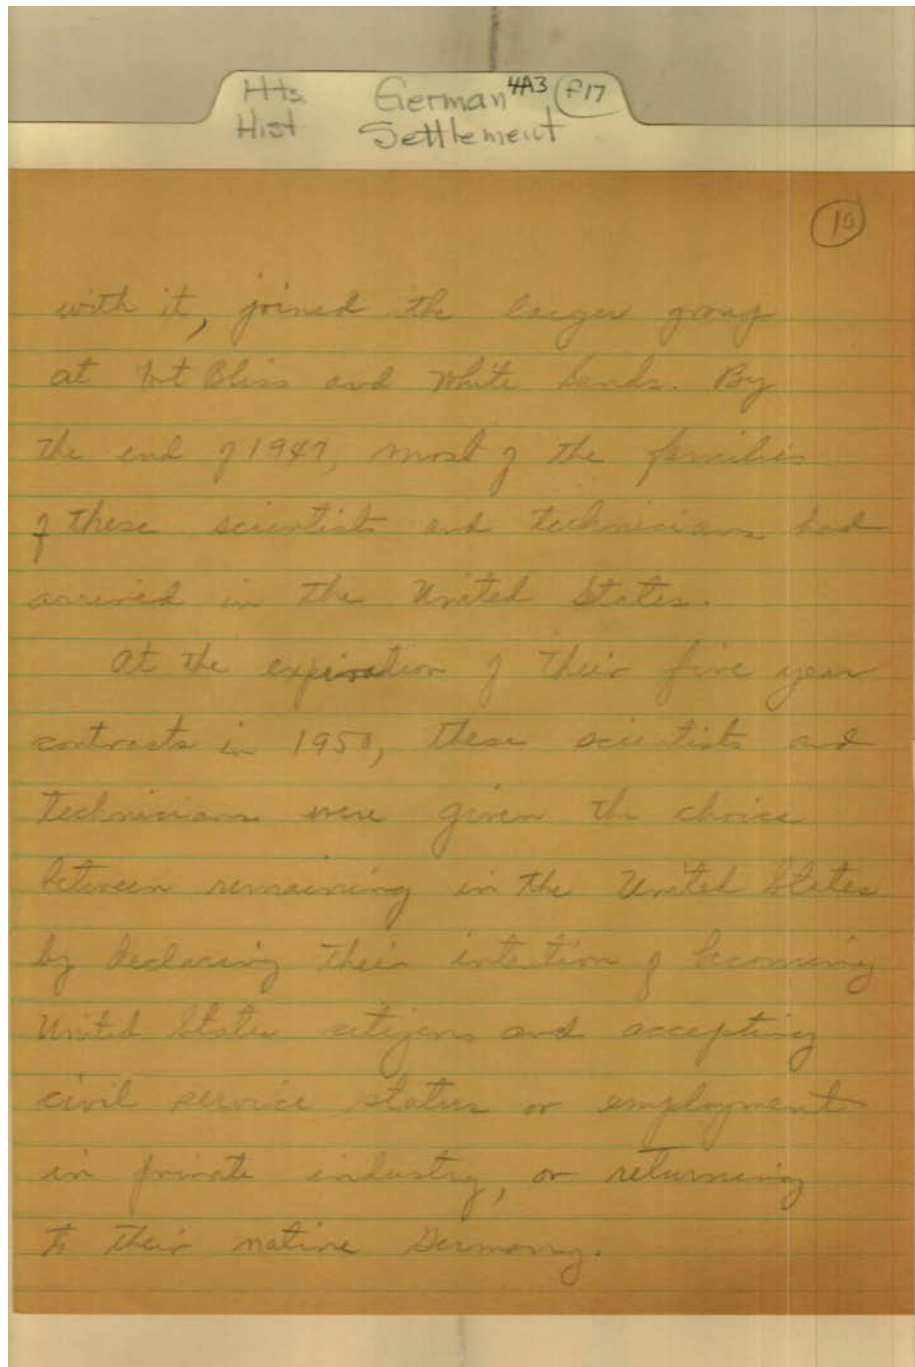 Hts. German 4A3 P17
Hist Settlement
10
with it, joined the larger group
at Ft Bliss and White Sands. By
the end of 1947, most of the families
of these scientists and technicians had
arrived in the United States.
At the expiration of their five year
contracts in 1950, these scientists and
technicians were given the choice
between remaining in the United States
by declaring their intention of becoming
United States citizens and accepting
civil service status or employment
in private industry, or returning
to their native Germany.